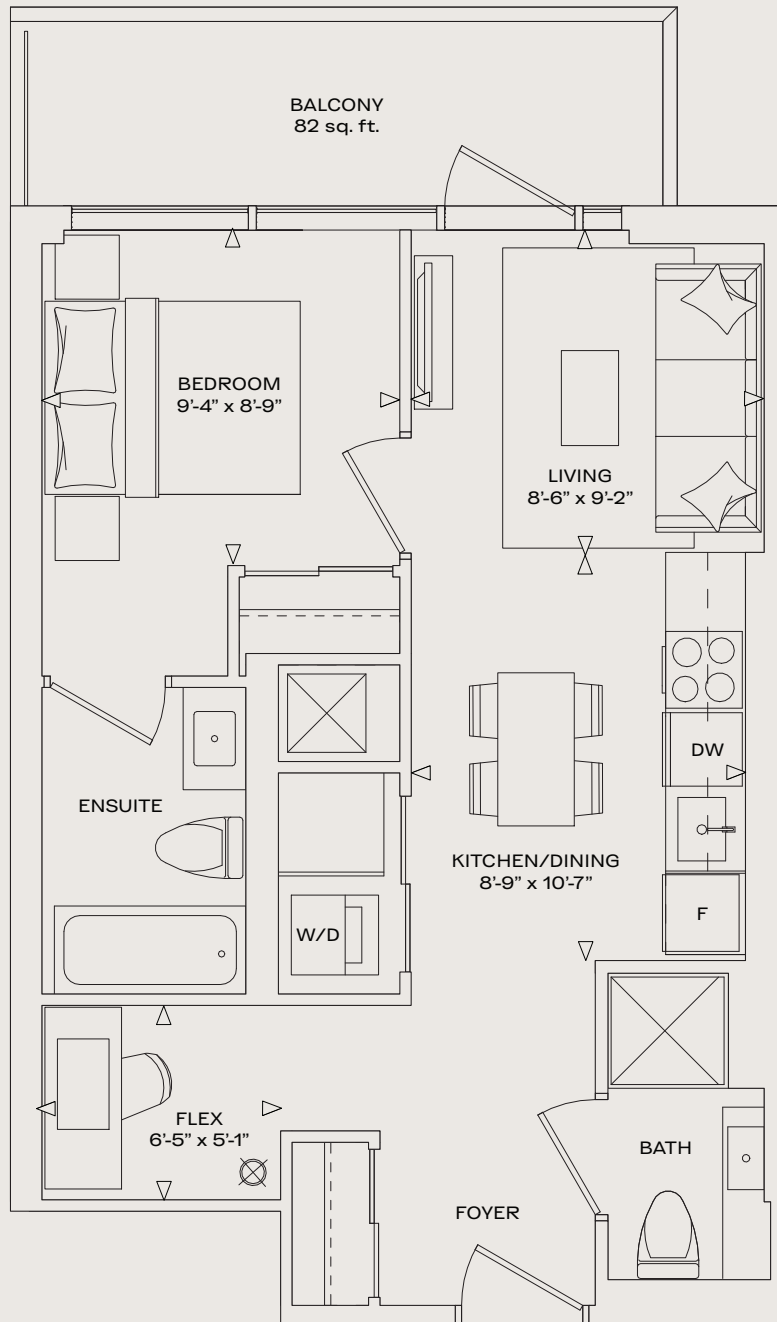 BALCONY
82 sq. ft.
BEDROOM
9’-4” x 8’-9”
LIVING
8’-6” x 9’-2”
DW
ENSUITE
KITCHEN/DINING
8’-9” x 10’-7”
F
W/D
FLEX
6’-5” x 5’-1”
BATH
FOYER